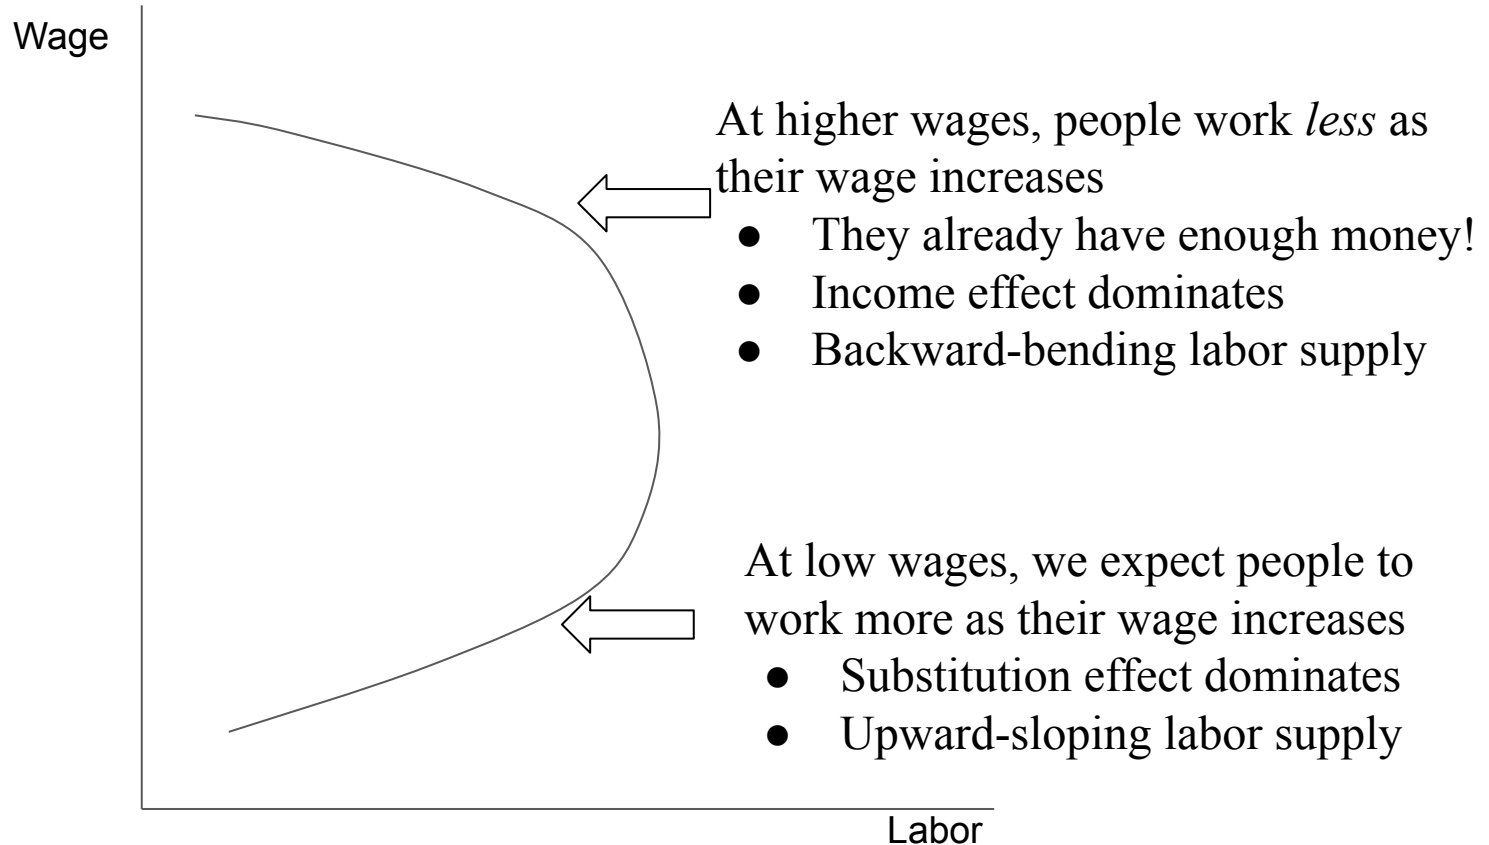 Wage
At higher wages, people work less as
their wage increases
● They already have enough money!
● Income effect dominates
● Backward-bending labor supply
At low wages, we expect people to
work more as their wage increases
● Substitution effect dominates
● Upward-sloping labor supply
Labor